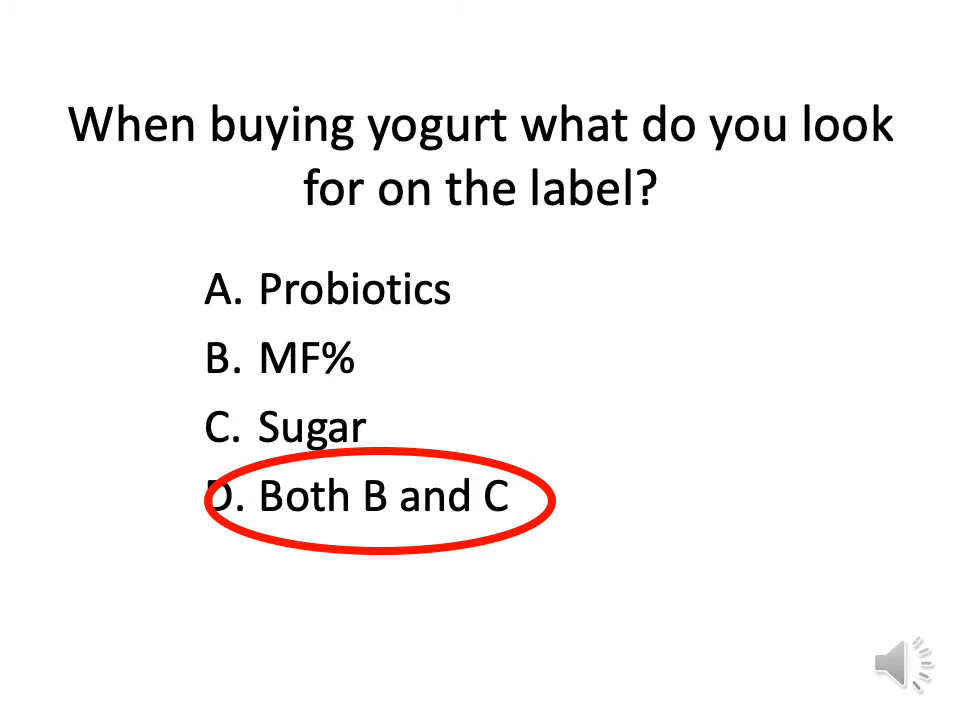 When buying yogurt what do you look
for on the label?
A. Probiotics
B. MF%
C. Sugar
D. Both B and C